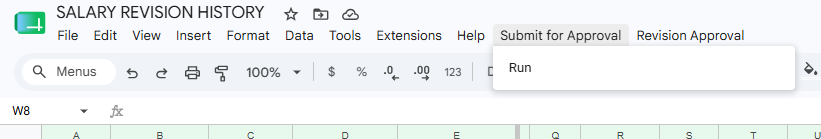 SALARY REVISION HISTORY
File Edit View Insert Format Data Tools Extensions Help Submit for Approval Revision Approval
Run
Menus 100% $ % .0 .00 123
W8 fx
A B C D E Q R S T U